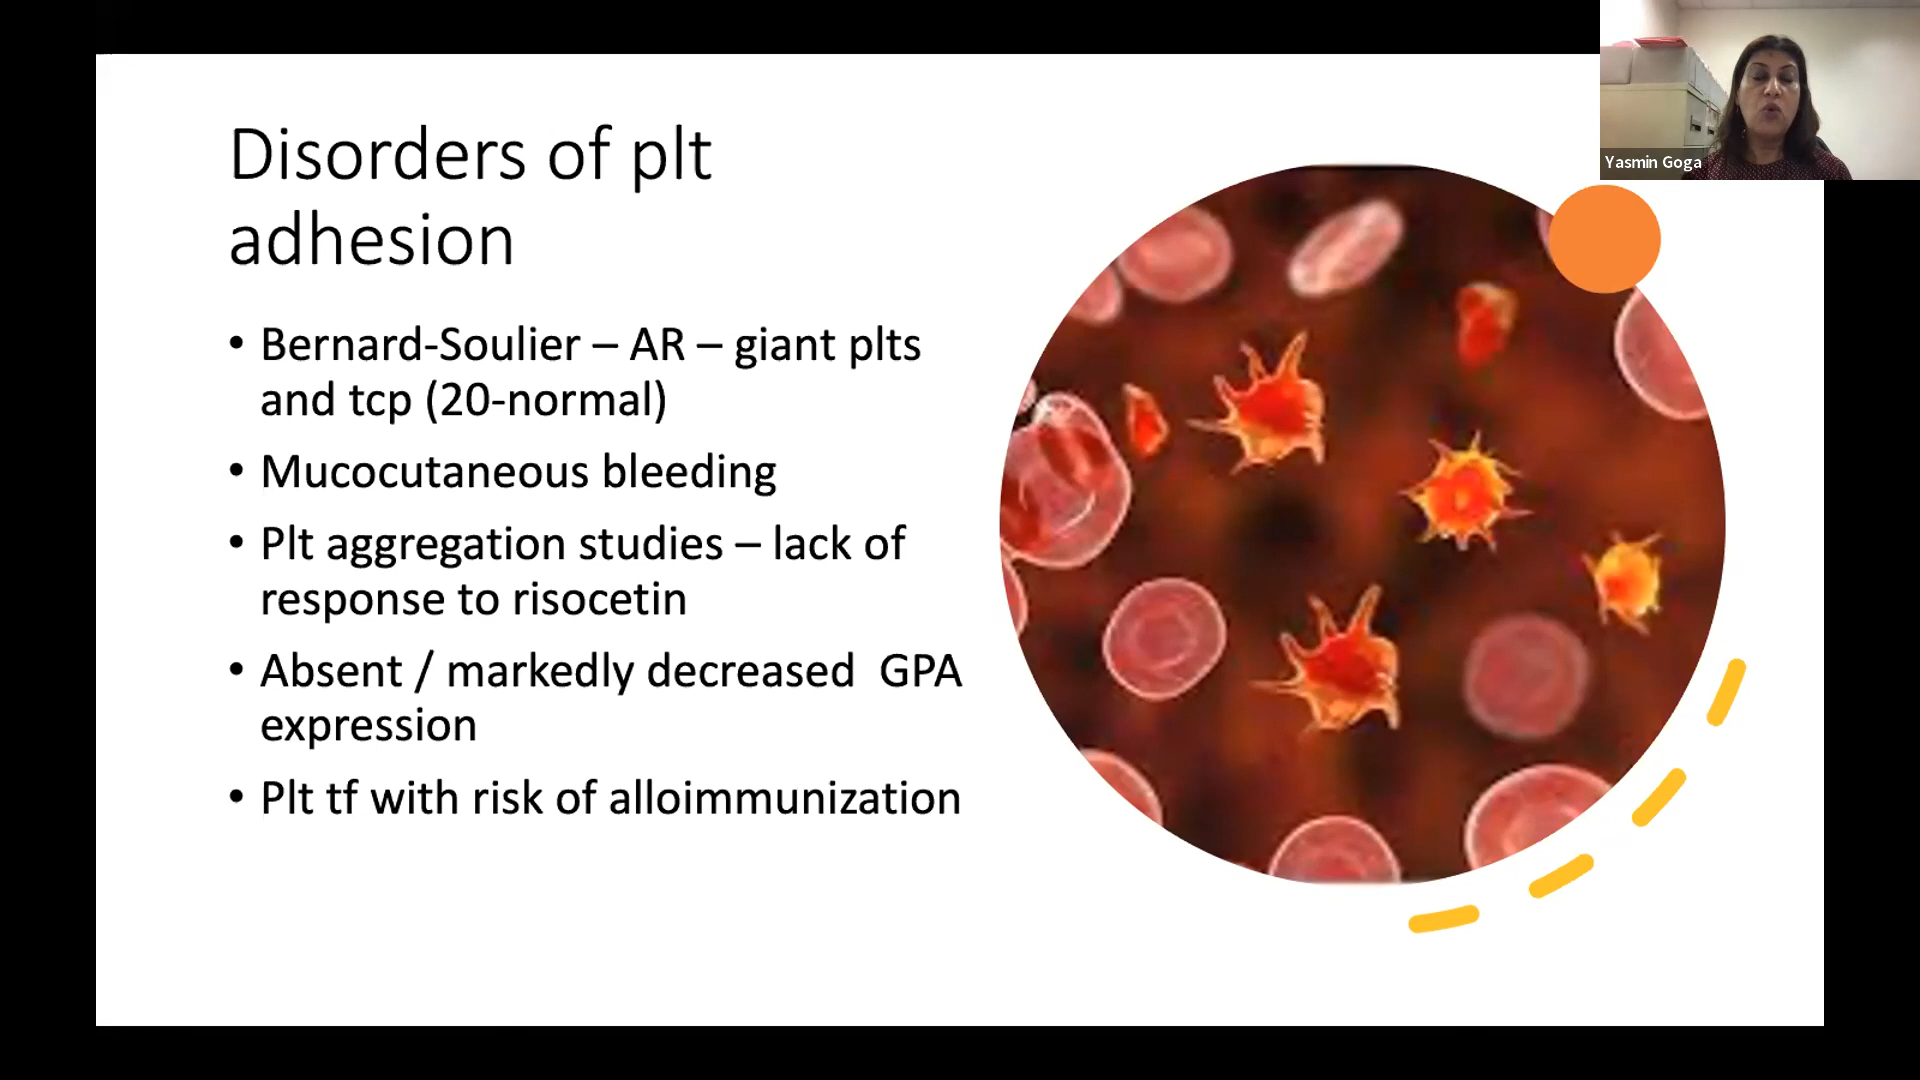 Disorders of plt
adhesion
• Bernard-Soulier – AR – giant plts
and tcp (20-normal)
• Mucocutaneous bleeding
• Plt aggregation studies – lack of
response to risocetin
• Absent / markedly decreased  GPA
expression
• Plt tf with risk of alloimmunization
Yasmin Goga